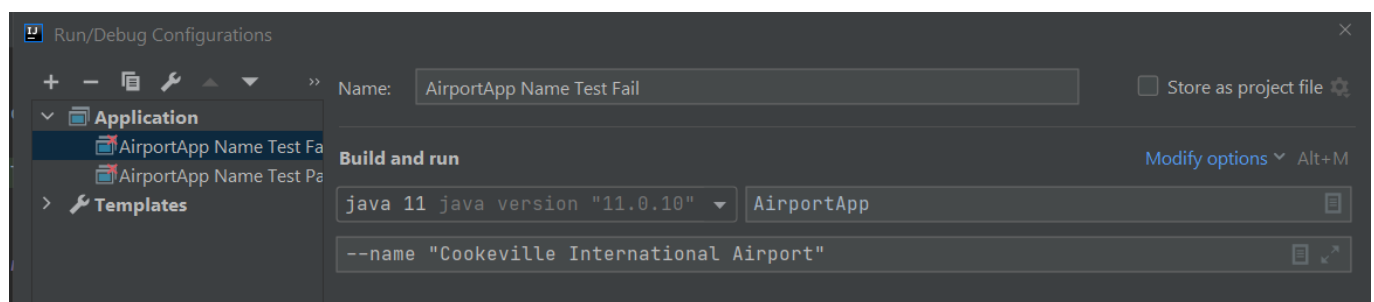 Run/Debug Configurations
Name: AirportApp Name Test Fail Store as project file
Application
AirportApp Name Test Fa
Build and run Modify options Alt+M
AirportApp Name Test Pa
Templates
java 11 java version "11.0.10" AirportApp
--name "Cookeville International Airport"